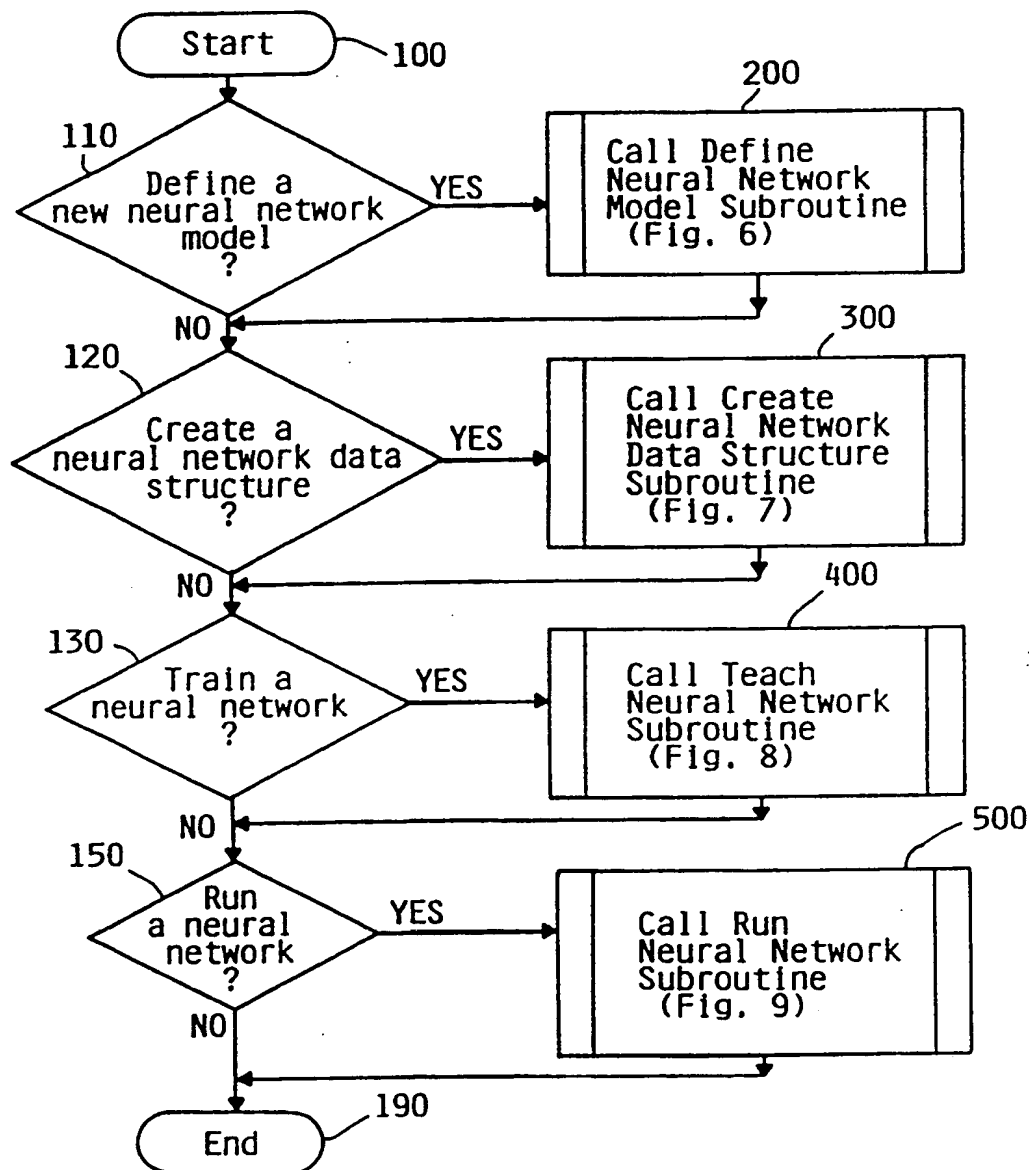 Start
100
110
Define a
new neural network
model
?
YES
200
Call Define
Neural Network
Model Subroutine
(Fig. 6)
NO
120
Create a
neural network data
structure
?
YES
300
Call Create
Neural Network
Data Structure
Subroutine
(Fig. 7)
NO
130
Train a
neural network
?
YES
400
Call Teach
Neural Network
Subroutine
(Fig. 8)
NO
150
Run
a neural
network
?
YES
500
Call Run
Neural Network
Subroutine
(Fig. 9)
NO
End
190